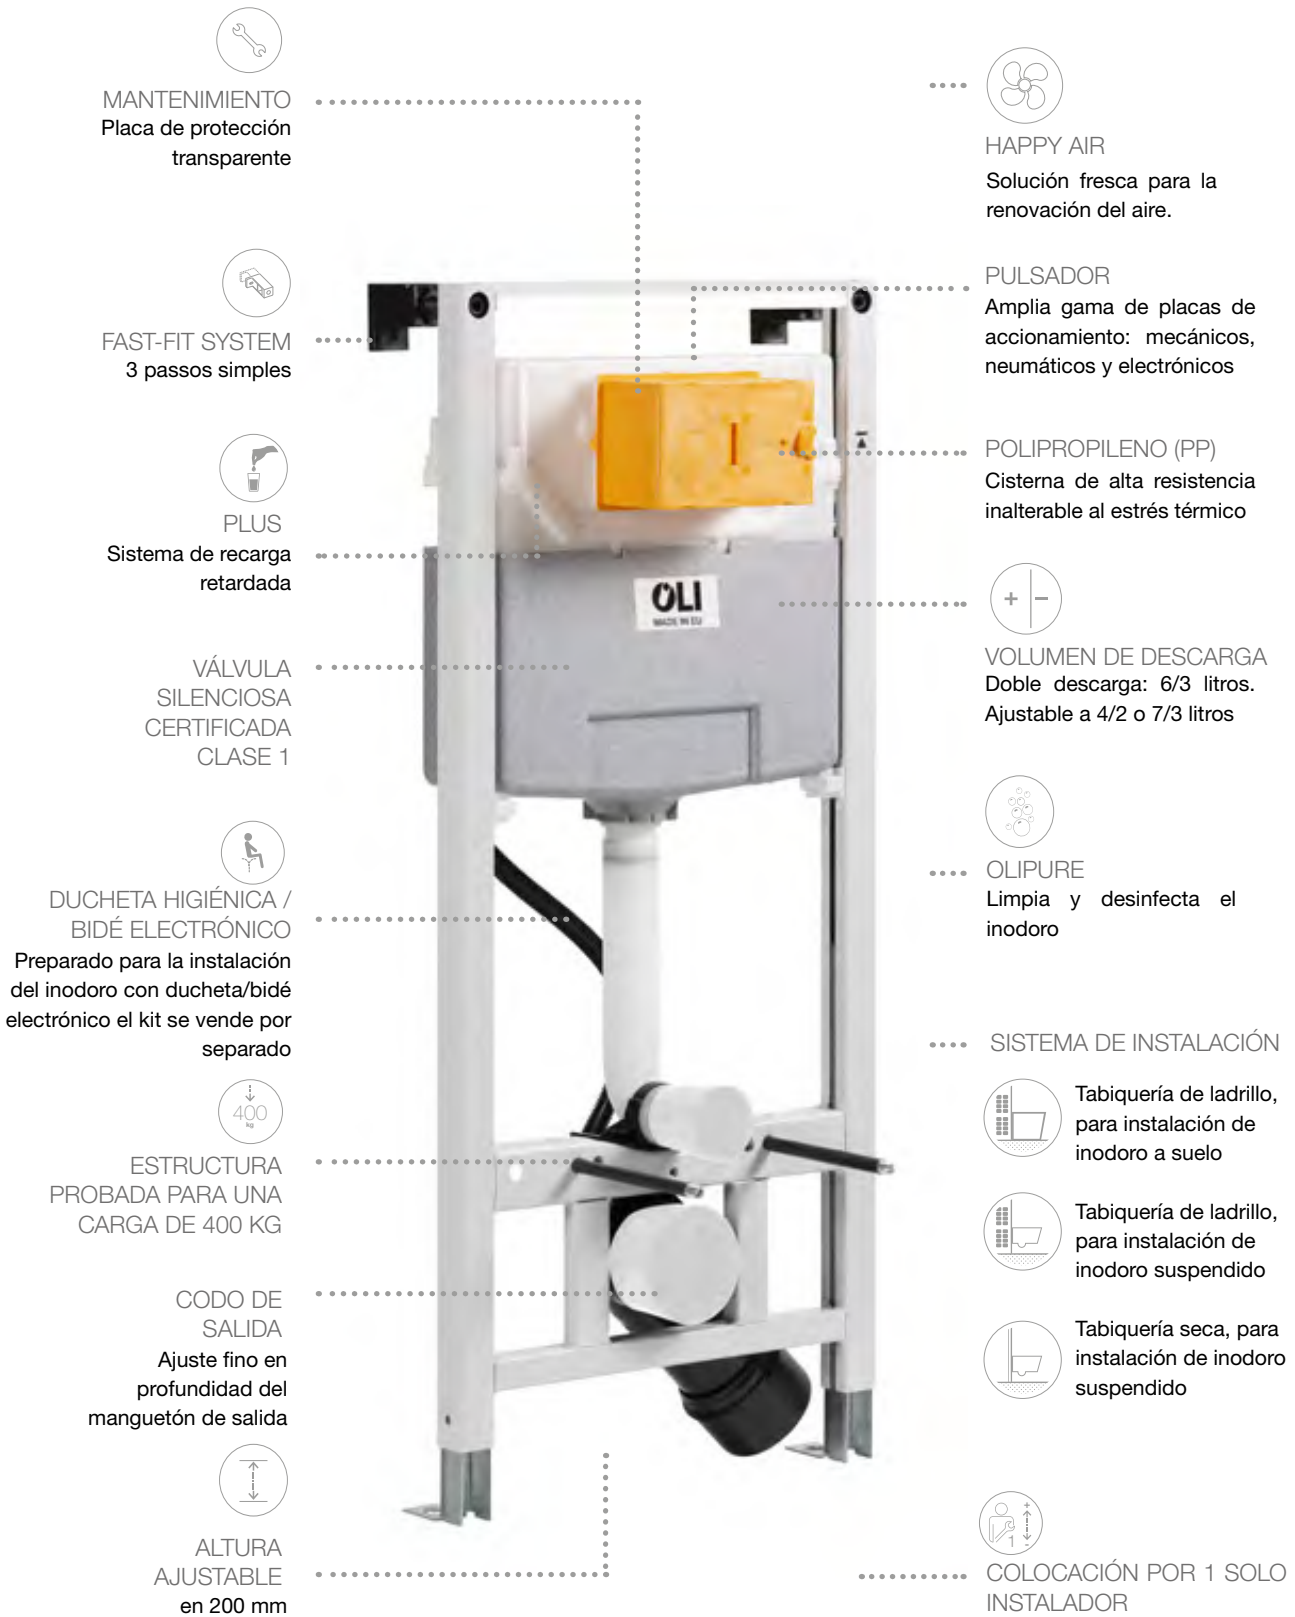 MANTENIMIENTO
Placa de protección
transparente
FAST-FIT SYSTEM
3 passos simples
PLUS
Sistema de recarga
retardada
VÁLVULA
SILENCIOSA
CERTIFICADA
CLASE 1
DUCHETA HIGIÉNICA /
BIDÉ ELECTRÓNICO
Preparado para la instalación
del inodoro con ducheta/bidé
electrónico el kit se vende por
separado
400
kg
ESTRUCTURA
PROBADA PARA UNA
CARGA DE 400 KG
CODO DE
SALIDA
Ajuste fino en
profundidad del
manguetón de salida
ALTURA
AJUSTABLE
en 200 mm
OLI
MADE IN EU
HAPPY AIR
Solución fresca para la
renovación del aire.
PULSADOR
Amplia gama de placas de
accionamiento: mecánicos,
neumáticos y electrónicos
POLIPROPILENO (PP)
Cisterna de alta resistencia
inalterable al estrés térmico
+ −
VOLUMEN DE DESCARGA
Doble descarga: 6/3 litros.
Ajustable a 4/2 o 7/3 litros
OLIPURE
Limpia y desinfecta el
inodoro
SISTEMA DE INSTALACIÓN
Tabiquería de ladrillo,
para instalación de
inodoro a suelo
Tabiquería de ladrillo,
para instalación de
inodoro suspendido
Tabiquería seca, para
instalación de inodoro
suspendido
1
+
-
COLOCACIÓN POR 1 SOLO
INSTALADOR